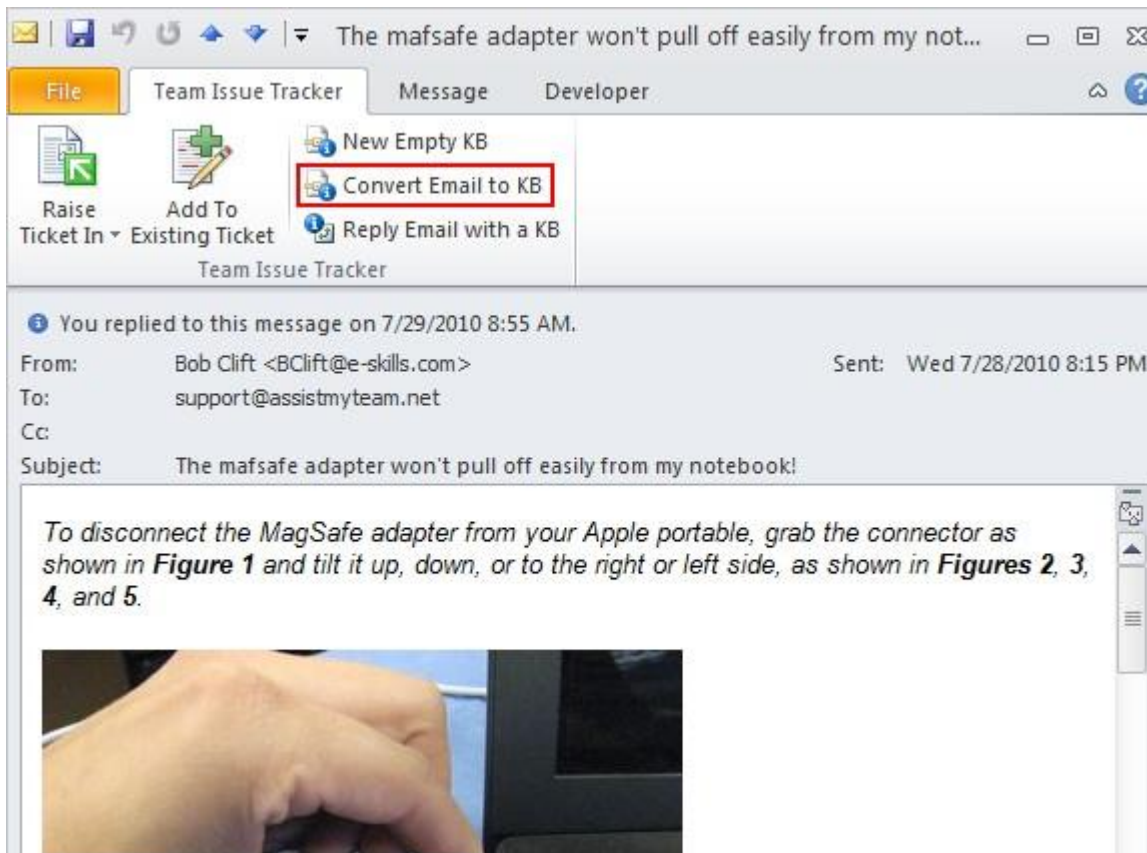 The mafsafe adapter won't pull off easily from my not...
File Team Issue Tracker Message Developer
New Empty KB
Convert Email to KB
Reply Email with a KB
Raise Ticket In
Add To Existing Ticket
Team Issue Tracker
You replied to this message on 7/29/2010 8:55 AM.
From: Bob Clift <BClift@e-skills.com> Sent: Wed 7/28/2010 8:15 PM
To: support@assistmyteam.net
Cc:
Subject: The mafsafe adapter won't pull off easily from my notebook!
To disconnect the MagSafe adapter from your Apple portable, grab the connector as
shown in Figure 1 and tilt it up, down, or to the right or left side, as shown in Figures 2, 3,
4, and 5.